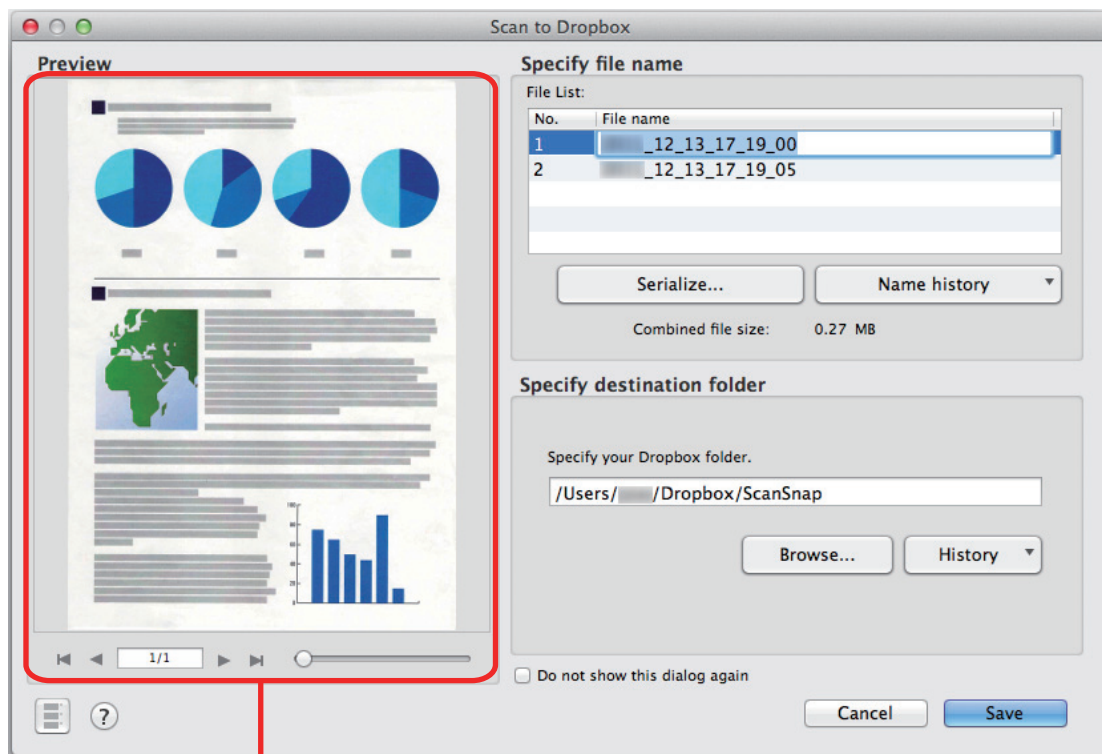 Scan to Dropbox
Preview
1/1
Specify file name
File List:
No. File name
1 _12_13_17_19_00
2 _12_13_17_19_05
Serialize... Name history
Combined file size: 0.27 MB
Specify destination folder
Specify your Dropbox folder.
/Users/ /Dropbox/ScanSnap
Browse... History
Do not show this dialog again
?
Cancel Save